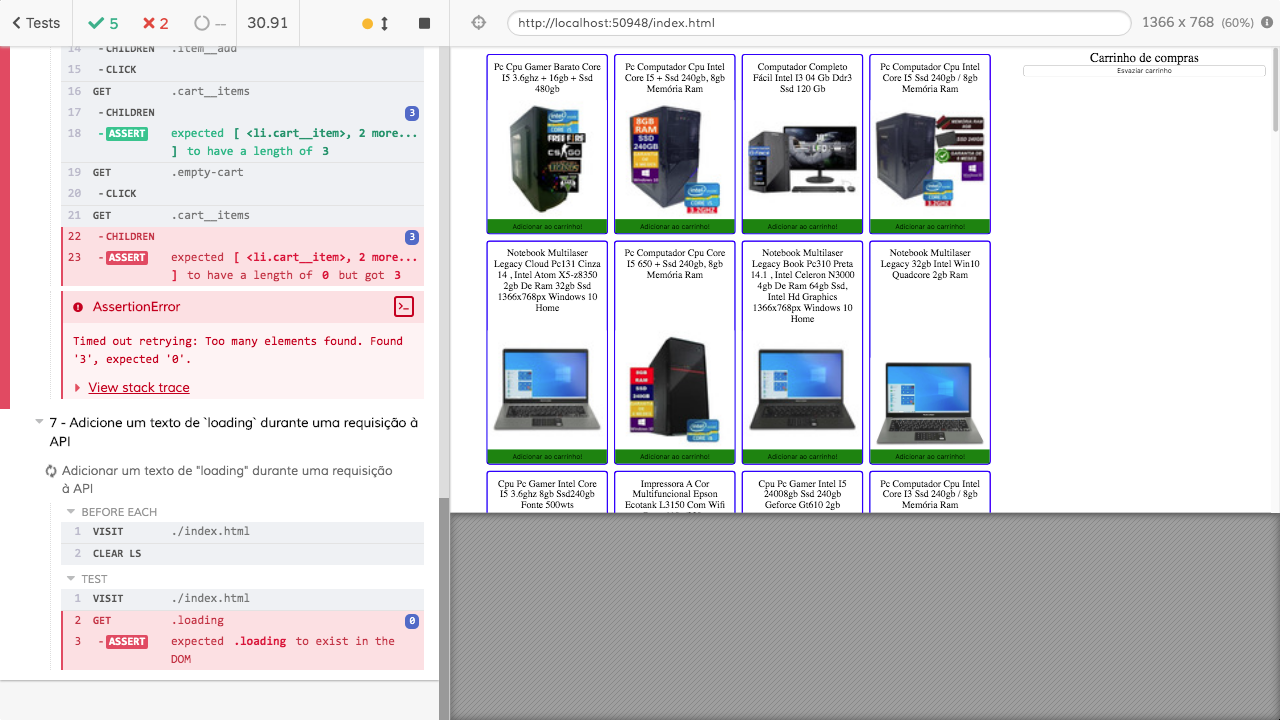 Tests
5
2
--
30.91
http://localhost:50948/index.html
1366 x 768 (60%)
14 -CHILDREN .item__add
15 -CLICK
16 GET .cart__items
17 -CHILDREN 3
18 -ASSERT expected [ <li.cart__item>, 2 more...
] to have a length of 3
19 GET .empty-cart
20 -CLICK
21 GET .cart__items
22 -CHILDREN 3
23 -ASSERT expected [ <li.cart__item>, 2 more...
] to have a length of 0 but got 3
AssertionError
Timed out retrying: Too many elements found. Found
'3', expected '0'.
View stack trace
7 - Adicione um texto de `loading` durante uma requisição à
API
Adicionar um texto de "loading" durante uma requisição
à API
BEFORE EACH
1 VISIT ./index.html
2 CLEAR LS
TEST
1 VISIT ./index.html
2 GET .loading 0
3 -ASSERT expected .loading to exist in the
DOM
Pc Cpu Gamer Barato Core
I5 3.6ghz + 16gb + Ssd
480gb
Adicionar ao carrinho!
Pc Computador Cpu Intel
Core I5 + Ssd 240gb, 8gb
Memória Ram
8GB
RAM
SSD
240GB
Adicionar ao carrinho!
Computador Completo
Fácil Intel I3 04 Gb Ddr3
Ssd 120 Gb
Adicionar ao carrinho!
Pc Computador Cpu Intel
Core I5 Ssd 240gb / 8gb
Memória Ram
Adicionar ao carrinho!
Carrinho de compras
Esvaziar carrinho
Notebook Multilaser
Legacy Cloud Pc131 Cinza
14 , Intel Atom X5-z8350
2gb De Ram 32gb Ssd
1366x768px Windows 10
Home
Adicionar ao carrinho!
Pc Computador Cpu Core
I5 650 + Ssd 240gb, 8gb
Memória Ram
Adicionar ao carrinho!
Notebook Multilaser
Legacy Book Pc310 Preta
14.1 , Intel Celeron N3000
4gb De Ram 64gb Ssd,
Intel Hd Graphics
1366x768px Windows 10
Home
Adicionar ao carrinho!
Notebook Multilaser
Legacy 32gb Intel Win10
Quadcore 2gb Ram
Adicionar ao carrinho!
Cpu Pc Gamer Intel Core
I5 3.6ghz 8gb Ssd240gb
Fonte 500wts
Impressora A Cor
Multifuncional Epson
Ecotank L3150 Com Wifi
Cpu Pc Gamer Intel I5
24008gb Ssd 240gb
Geforce Gt610 2gb
Pc Computador Cpu Intel
Core I3 Ssd 240gb / 8gb
Memória Ram